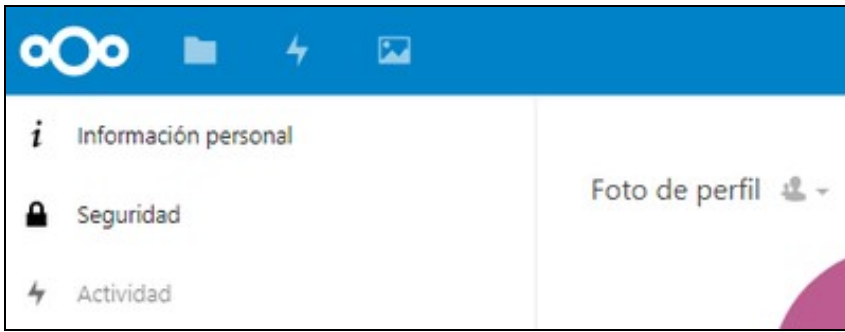 Información personal
Seguridad
Actividad
Foto de perfil